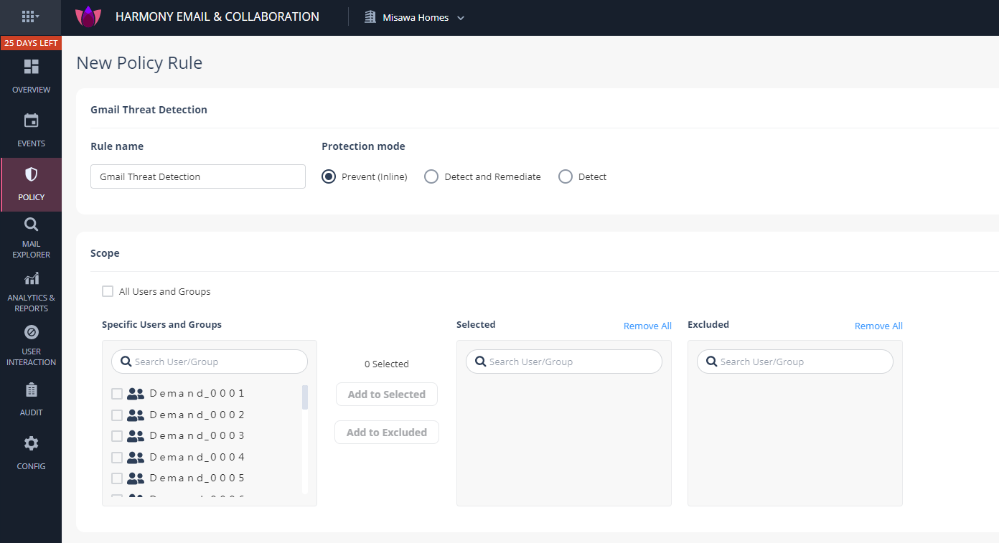 HARMONY EMAIL & COLLABORATION
Misawa Homes
25 DAYS LEFT
OVERVIEW
EVENTS
POLICY
MAIL
EXPLORER
ANALYTICS &
REPORTS
USER
INTERACTION
AUDIT
CONFIG
New Policy Rule
Gmail Threat Detection
Rule name
Protection mode
Gmail Threat Detection
Prevent (Inline)
Detect and Remediate
Detect
Scope
All Users and Groups
Specific Users and Groups
Search User/Group
Demand_0001
Demand_0002
Demand_0003
Demand_0004
Demand_0005
0 Selected
Add to Selected
Add to Excluded
Selected
Remove All
Search User/Group
Excluded
Remove All
Search User/Group